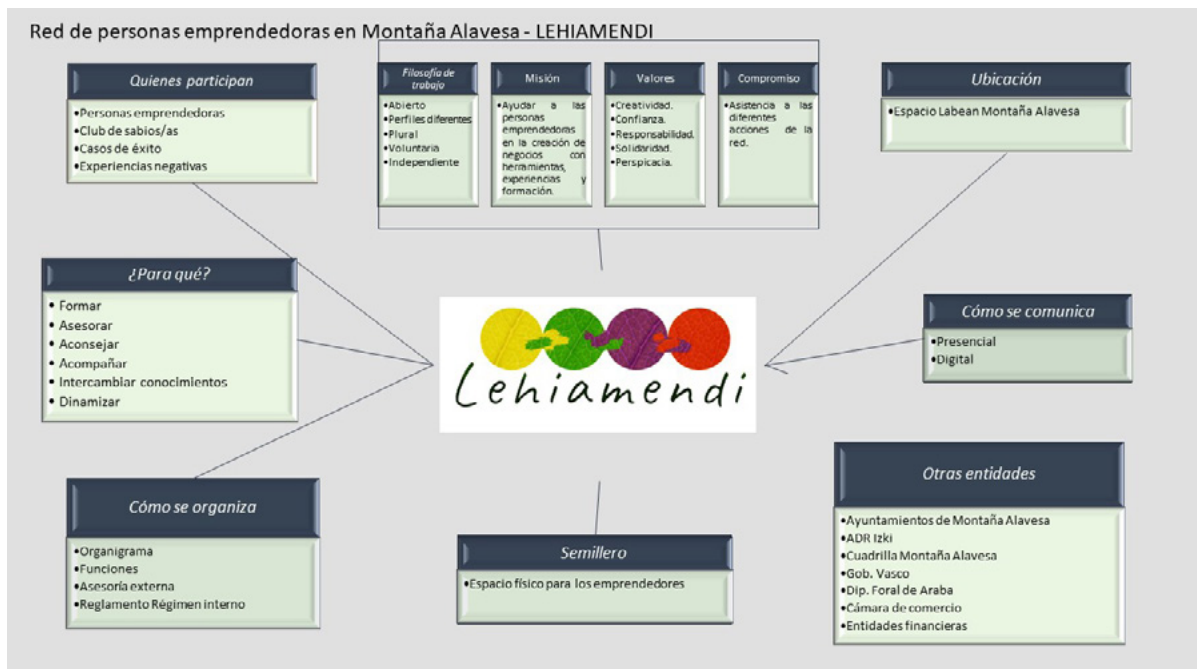 Red de personas emprendedoras en Montaña Alavesa - LEHIAMENDI
Quienes participan
•Personas emprendedoras
•Club de sabios/as
•Casos de éxito
•Experiencias negativas
Filosofía de
trabajo
•Abierto
•Perfiles diferentes
•Plural
•Voluntaria
•Independiente
Misión
•Ayudar a las
personas
emprendedoras
en la creación de
negocios con
herramientas,
experiencias y
formación.
Valores
•Creatividad.
•Confianza.
•Responsabilidad.
•Solidaridad.
•Perspicacia.
Compromiso
•Asistencia a las
diferentes
acciones de la
red.
Ubicación
•Espacio Labean Montaña Alavesa
¿Para qué?
• Formar
• Asesorar
• Aconsejar
• Acompañar
• Intercambiar conocimientos
• Dinamizar
Lehiamendi
Cómo se comunica
•Presencial
•Digital
Cómo se organiza
•Organigrama
•Funciones
•Asesoría externa
•Reglamento Régimen interno
Semillero
•Espacio físico para los emprendedores
Otras entidades
•Ayuntamientos de Montaña Alavesa
•ADR Izki
•Cuadrilla Montaña Alavesa
•Gob. Vasco
•Dip. Foral de Araba
•Cámara de comercio
•Entidades financieras